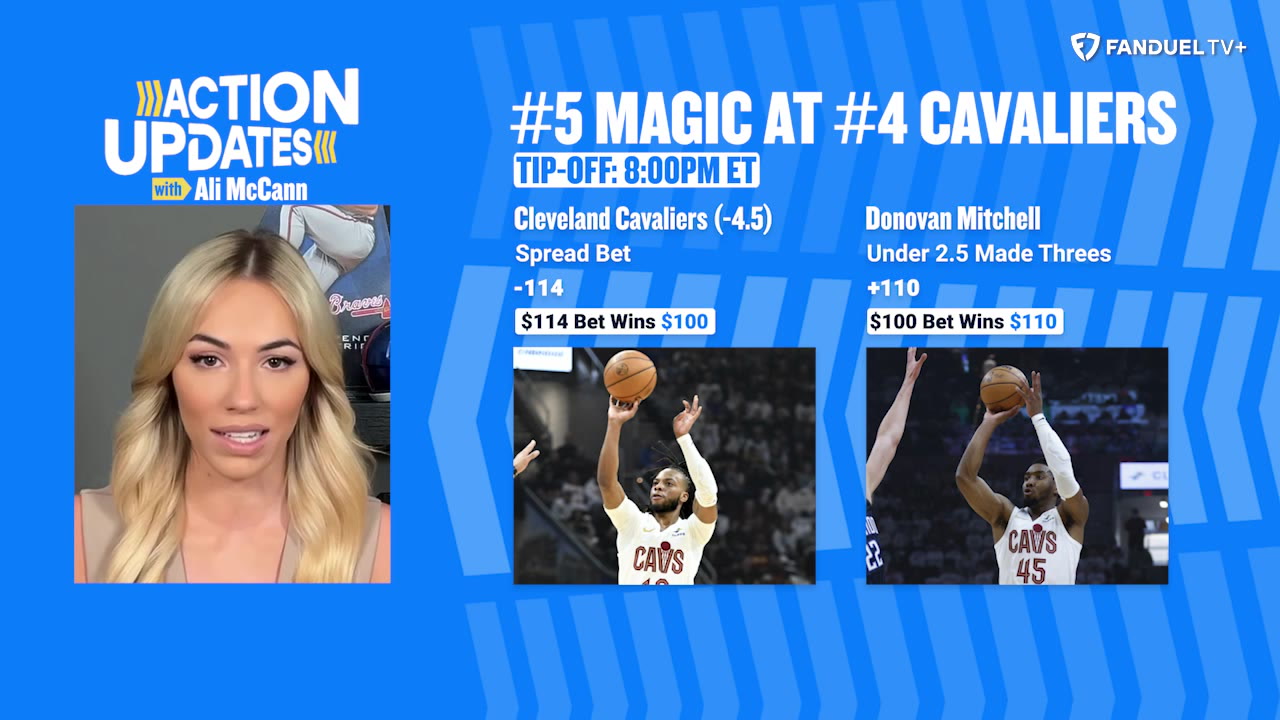 FANDUEL TV+
ACTION
UPDATES
with Ali McCann
#5 MAGIC AT #4 CAVALIERS
TIP-OFF: 8:00PM ET
Cleveland Cavaliers (-4.5)
Spread Bet
-114
$114 Bet Wins $100
Donovan Mitchell
Under 2.5 Made Threes
+110
$100 Bet Wins $110
Braves
CAVS
CAVS
45
22